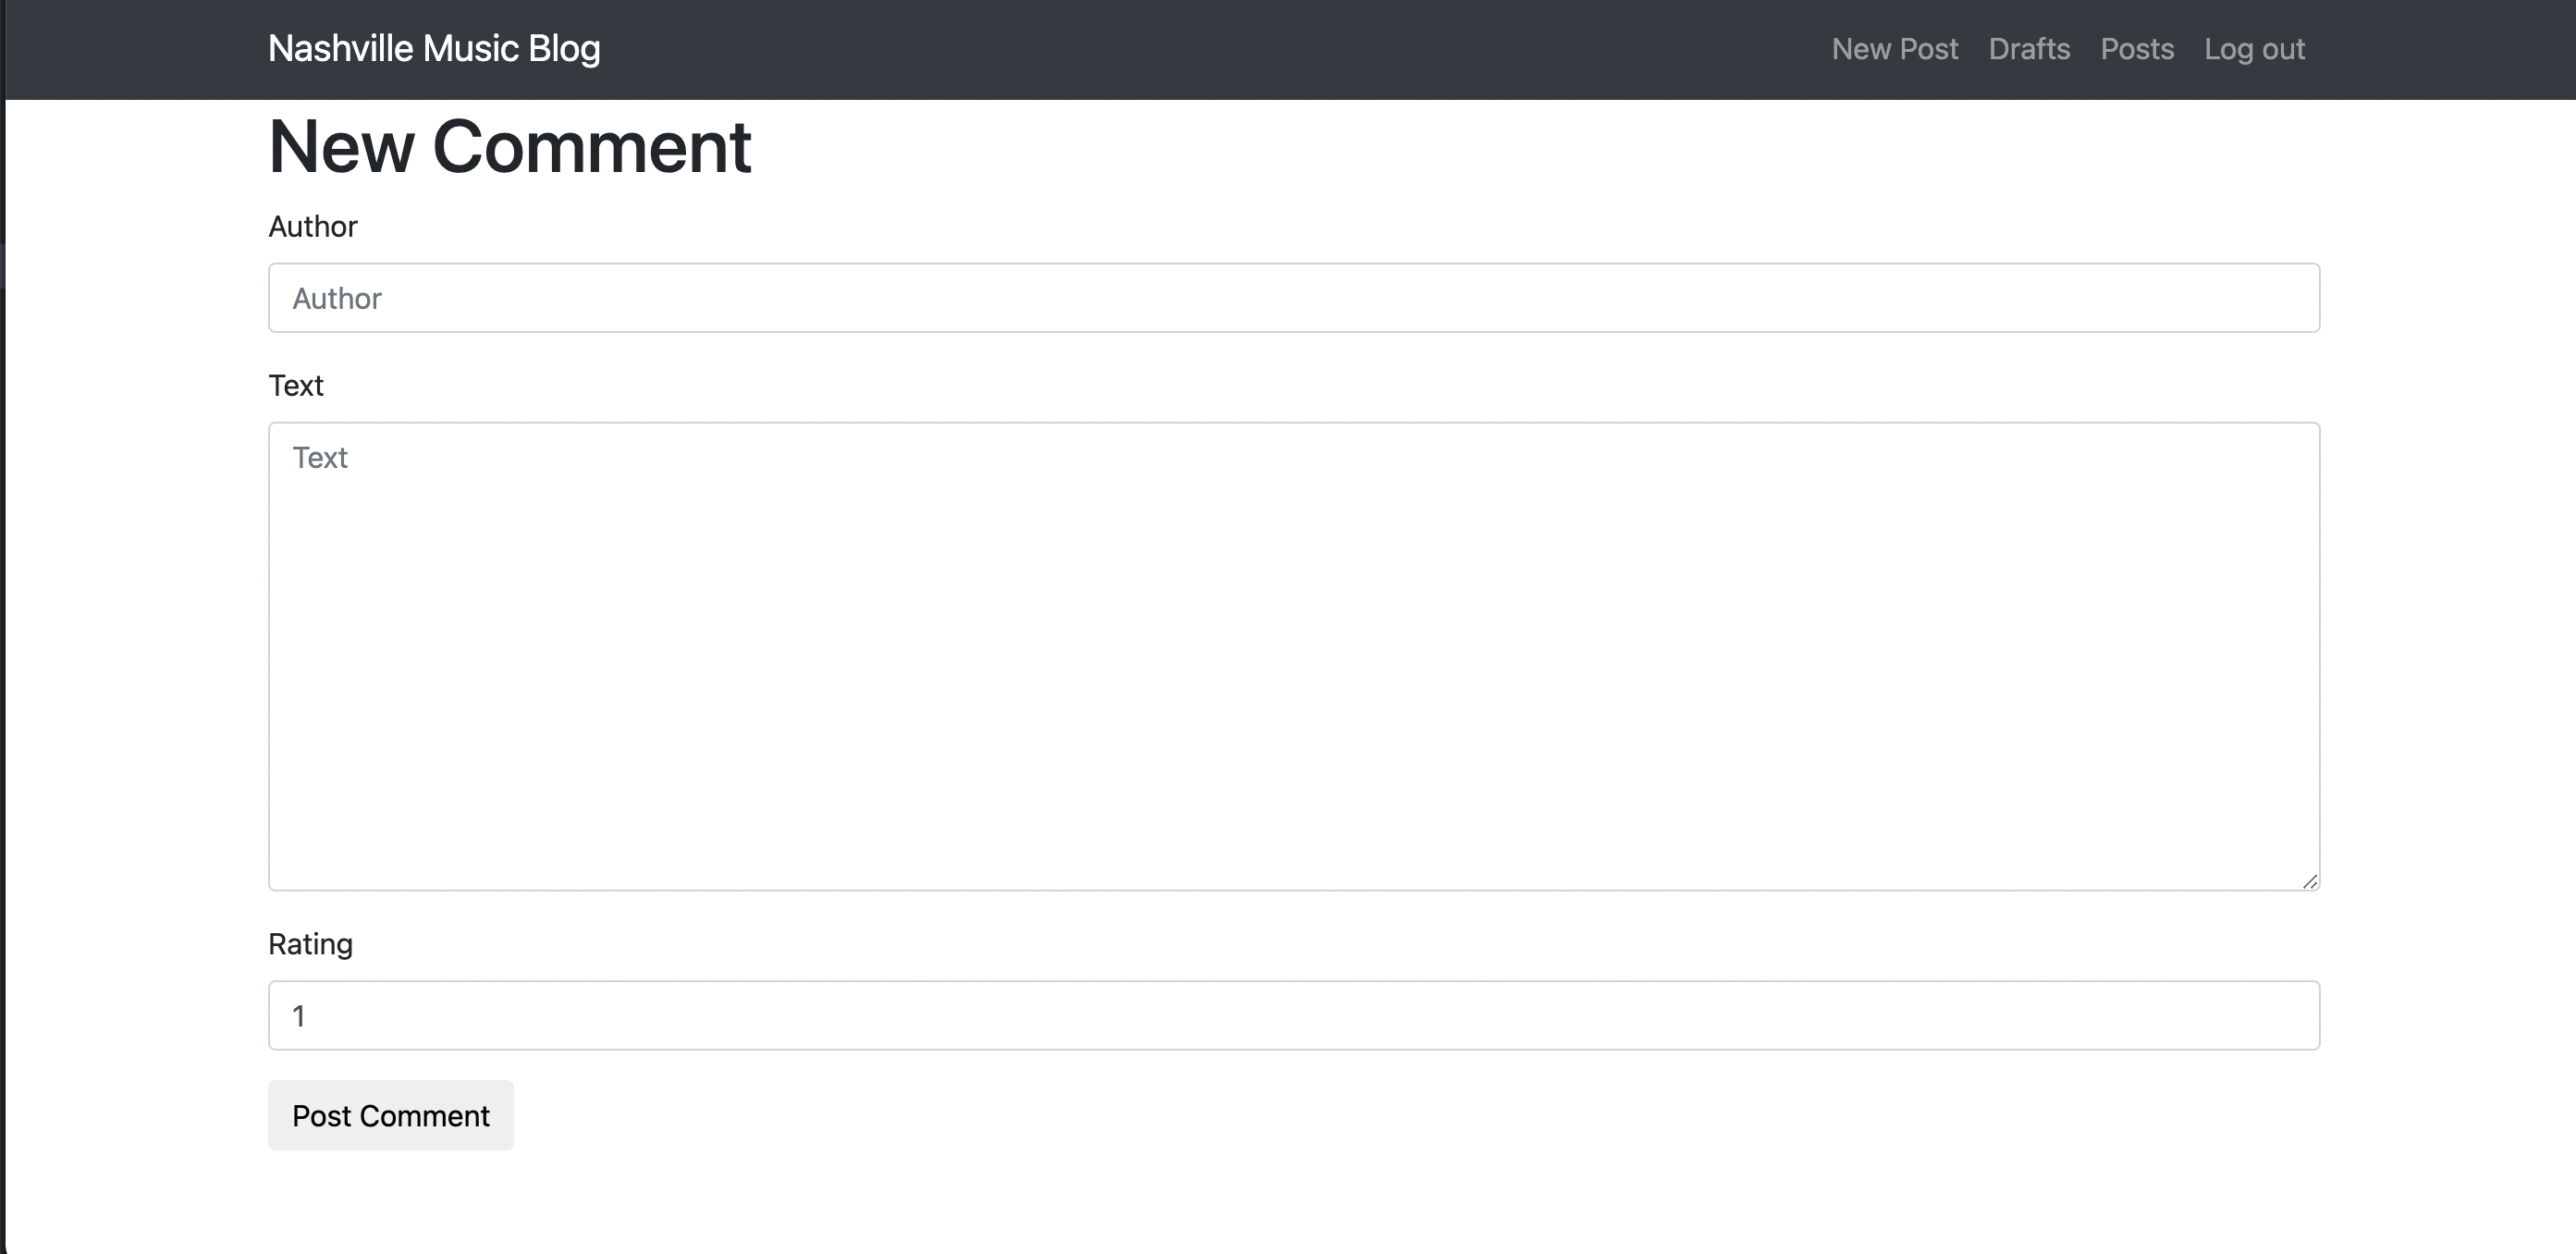 Nashville Music Blog New Post Drafts Posts Log out
New Comment
Author
Author
Text
Text
Rating
1
Post Comment